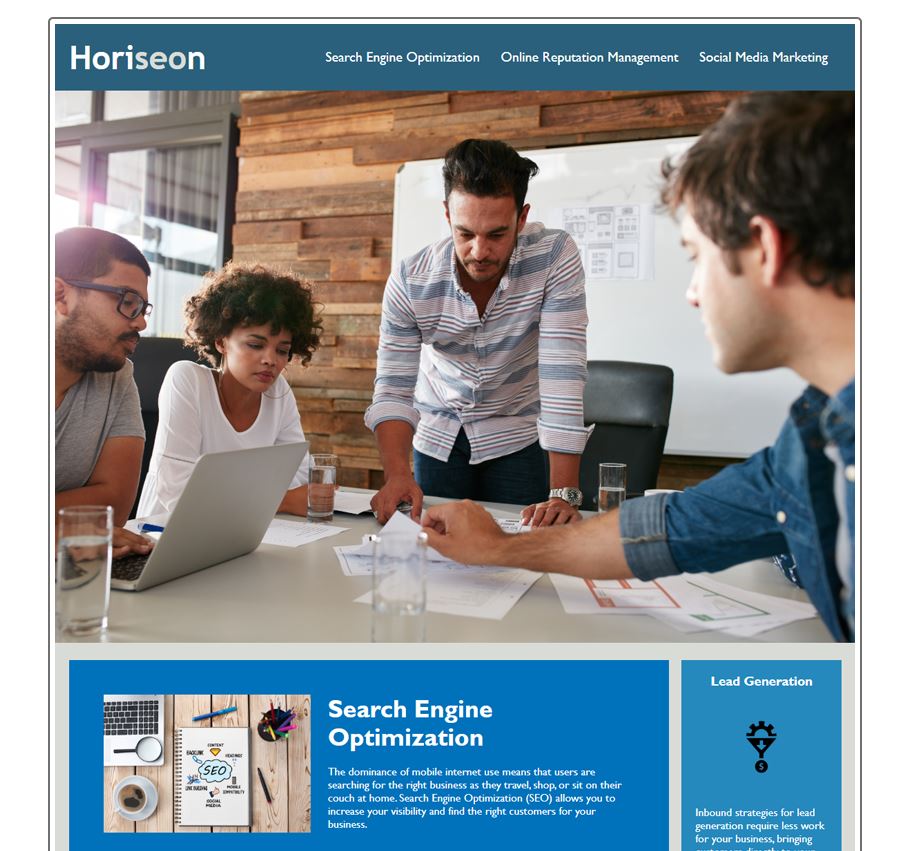 Horiseon
Search Engine Optimization
Online Reputation Management
Social Media Marketing
CONTENT
BACKLINK
HEADINGS
SEO
LINK BUILDING
MOBILE
COMPATIBILITY
SOCIAL
MEDIA
Search Engine
Optimization
The dominance of mobile internet use means that users are
searching for the right business as they travel, shop, or sit on their
couch at home. Search Engine Optimization (SEO) allows you to
increase your visibility and find the right customers for your
business.
Lead Generation
$
Inbound strategies for lead
generation require less work
for your business, bringing